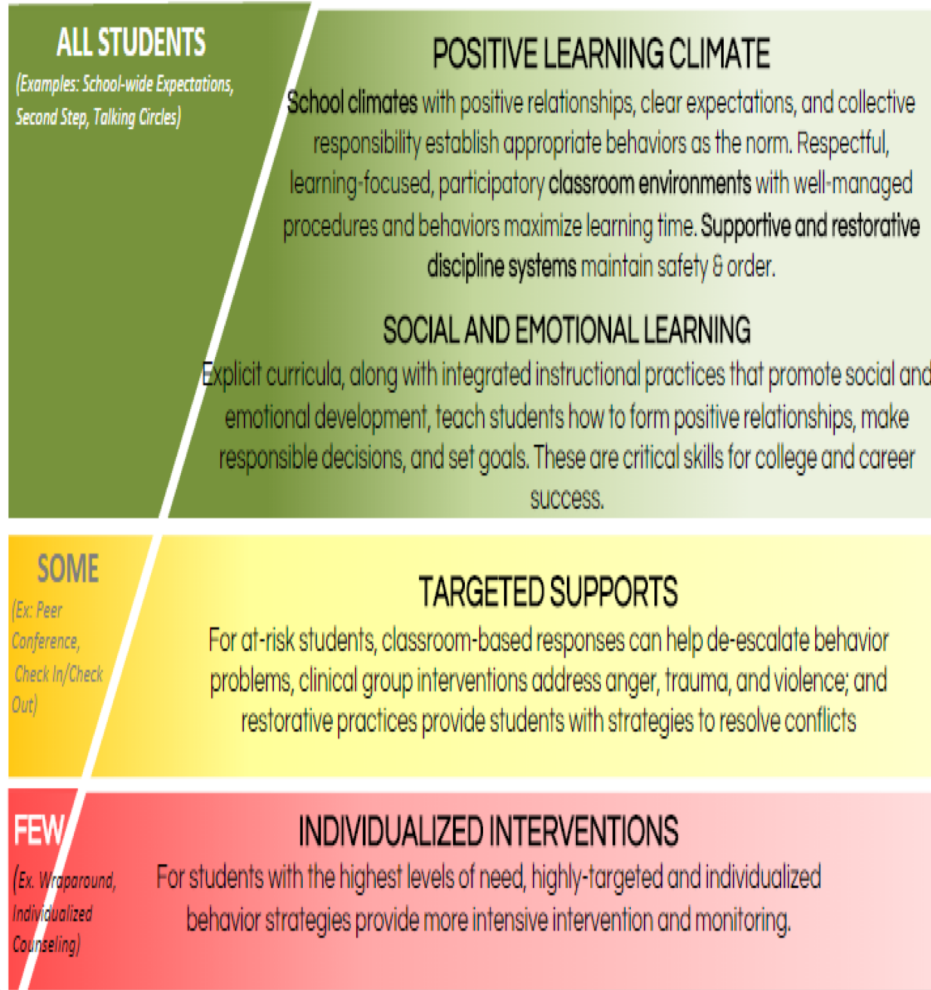 ALL STUDENTS
(Examples: School-wide Expectations,
Second Step, Talking Circles)
POSITIVE LEARNING CLIMATE
School climates with positive relationships, clear expectations, and collective
responsibility establish appropriate behaviors as the norm. Respectful,
learning-focused, participatory classroom environments with well-managed
procedures and behaviors maximize learning time. Supportive and restorative
discipline systems maintain safety & order.
SOCIAL AND EMOTIONAL LEARNING
Explicit curricula, along with integrated instructional practices that promote social and
emotional development, teach students how to form positive relationships, make
responsible decisions, and set goals. These are critical skills for college and career
success.
SOME
(Ex: Peer
Conference,
Check In/Check
Out)
TARGETED SUPPORTS
For at-risk students, classroom-based responses can help de-escalate behavior
problems, clinical group interventions address anger, trauma, and violence; and
restorative practices provide students with strategies to resolve conflicts
FEW
(Ex. Wraparound,
Individualized
Counseling)
INDIVIDUALIZED INTERVENTIONS
For students with the highest levels of need, highly-targeted and individualized
behavior strategies provide more intensive intervention and monitoring.